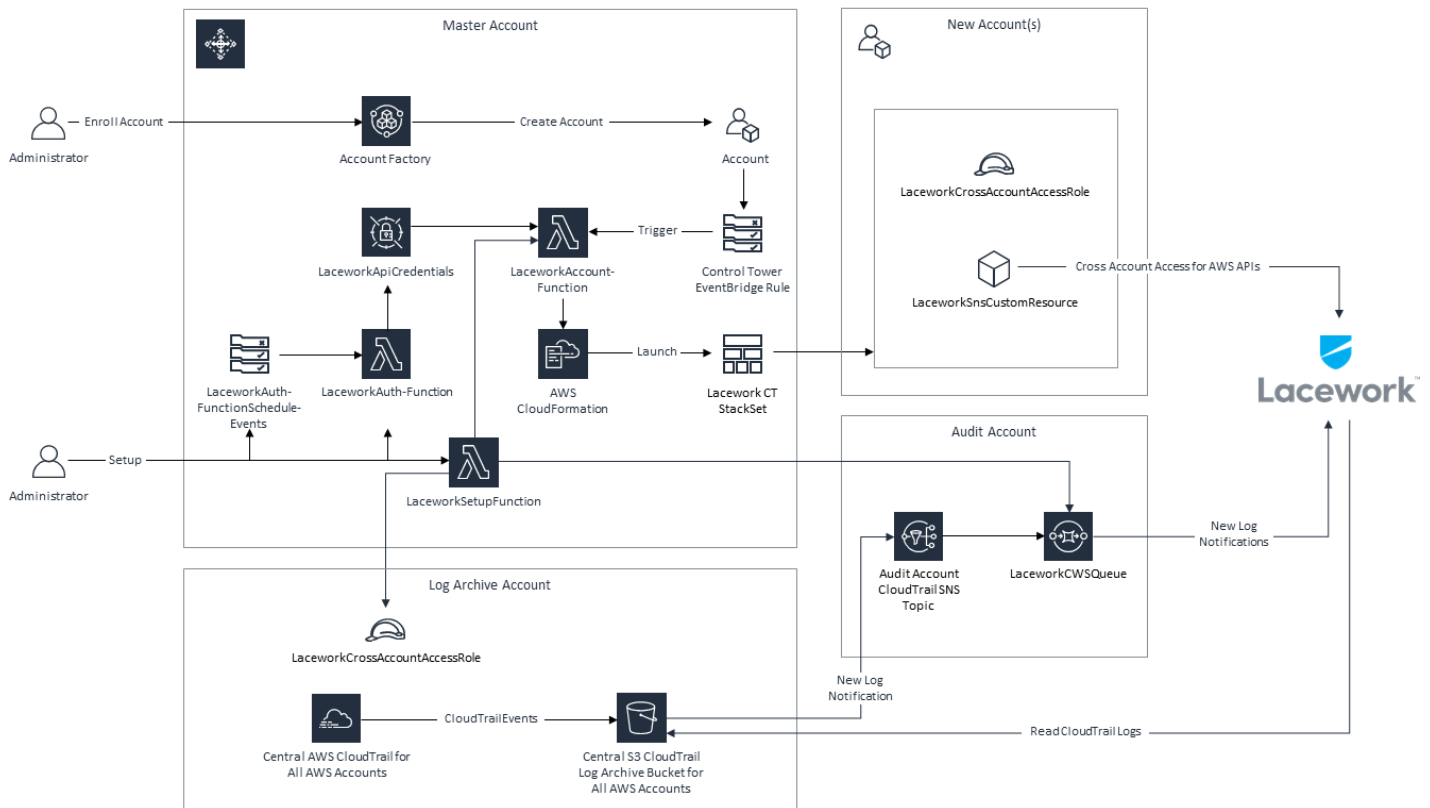 Master Account
New Account(s)
Enroll Account
Create Account
Administrator
Account Factory
Account
LaceworkCrossAccountAccessRole
Trigger
LaceworkApiCredentials
LaceworkAccount-
Function
Control Tower
EventBridge Rule
Cross Account Access for AWS APIs
LaceworkSnsCustomResource
Launch
LaceworkAuth-
FunctionSchedule-
Events
LaceworkAuth-Function
AWS
CloudFormation
Lacework CT
StackSet
Lacework™
Audit Account
Setup
Administrator
LaceworkSetupFunction
New Log
Notifications
Audit Account
CloudTrail SNS
Topic
LaceworkCWSQueue
Log Archive Account
LaceworkCrossAccountAccessRole
New Log
Notification
CloudTrailEvents
Read CloudTrail Logs
Central AWS CloudTrail for
All AWS Accounts
Central S3 CloudTrail
Log Archive Bucket for
All AWS Accounts